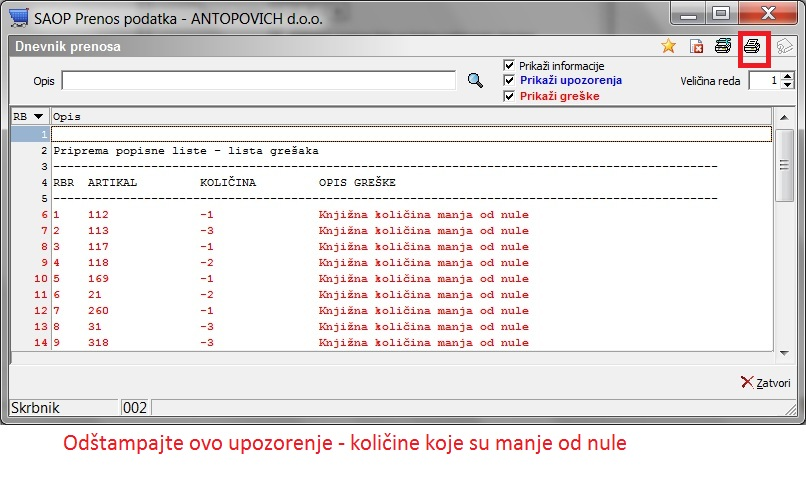 SAOP Prenos podatka - ANTOPOVICH d.o.o.
Dnevnik prenosa
Opis
Prikaži informacije
Prikaži upozorenja
Prikaži greške
Veličina reda 1
RB Opis
1
2 Priprema popisne liste - lista grešaka
3 ----------------------------------------------------------------------------------------------
4 RBR ARTIKAL KOLIČINA OPIS GREŠKE
5 ----------------------------------------------------------------------------------------------
6 1 112 -1 Knjižna količina manja od nule
7 2 113 -3 Knjižna količina manja od nule
8 3 117 -1 Knjižna količina manja od nule
9 4 118 -2 Knjižna količina manja od nule
10 5 169 -1 Knjižna količina manja od nule
11 6 21 -2 Knjižna količina manja od nule
12 7 260 -1 Knjižna količina manja od nule
13 8 31 -3 Knjižna količina manja od nule
14 9 318 -3 Knjižna količina manja od nule
Zatvori
Skrbnik 002
Odštampajte ovo upozorenje - količine koje su manje od nule